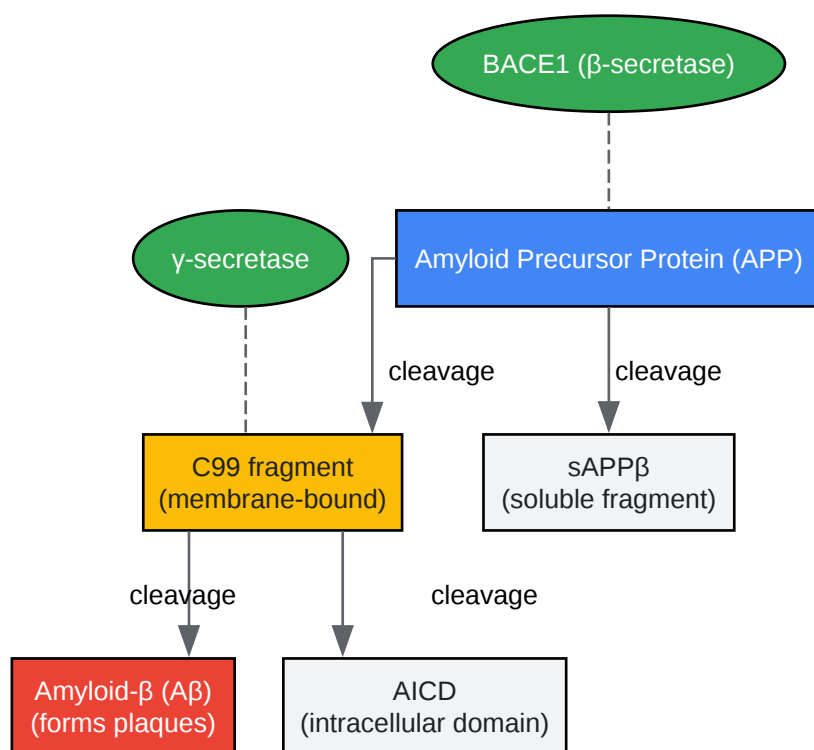 BACE1 (β-secretase)
γ-secretase
Amyloid Precursor Protein (APP)
cleavage
cleavage
C99 fragment
(membrane-bound)
sAPPβ
(soluble fragment)
cleavage
cleavage
Amyloid-β (Aβ)
(forms plaques)
AICD
(intracellular domain)